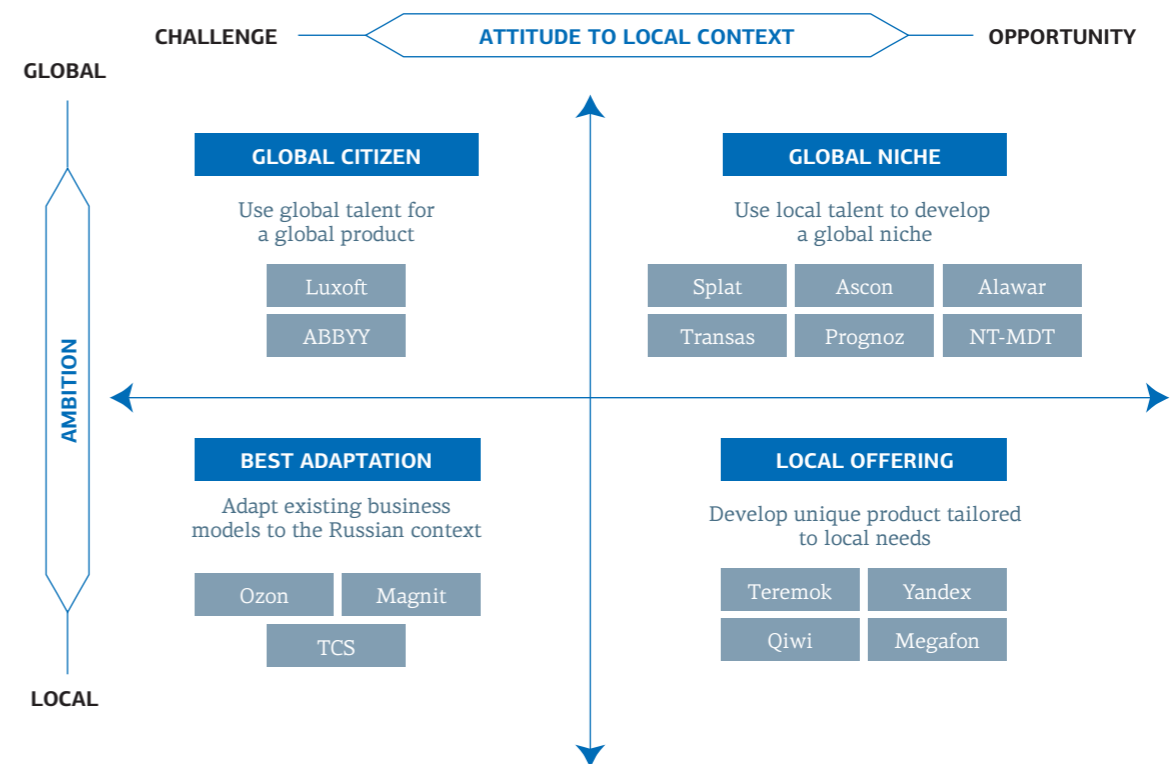 CHALLENGE
ATTITUDE TO LOCAL CONTEXT
OPPORTUNITY
GLOBAL
AMBITION
LOCAL
GLOBAL CITIZEN
Use global talent for
a global product
Luxoft
ABBYY
GLOBAL NICHE
Use local talent to develop
a global niche
Splat
Ascon
Alawar
Transas
Prognoz
NT-MDT
BEST ADAPTATION
Adapt existing business
models to the Russian context
Ozon
Magnit
TCS
LOCAL OFFERING
Develop unique product tailored
to local needs
Teremok
Yandex
Qiwi
Megafon